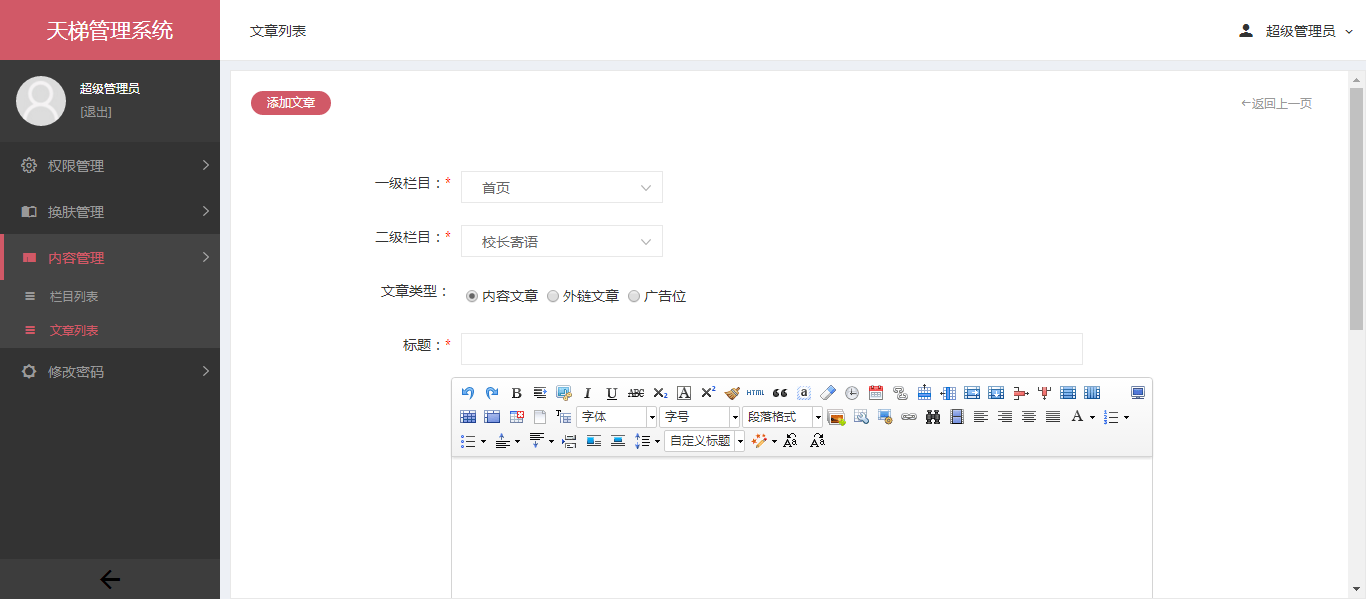 天梯管理系统
文章列表
超级管理员
超级管理员
[退出]
权限管理
换肤管理
内容管理
栏目列表
文章列表
修改密码
添加文章
←返回上一页
一级栏目：*
首页
二级栏目：*
校长寄语
文章类型：
内容文章 外链文章 广告位
标题：*
B I U ABC X₂ A X² HTML a
字体 字号 段落格式 A
自定义标题 Aa Aa